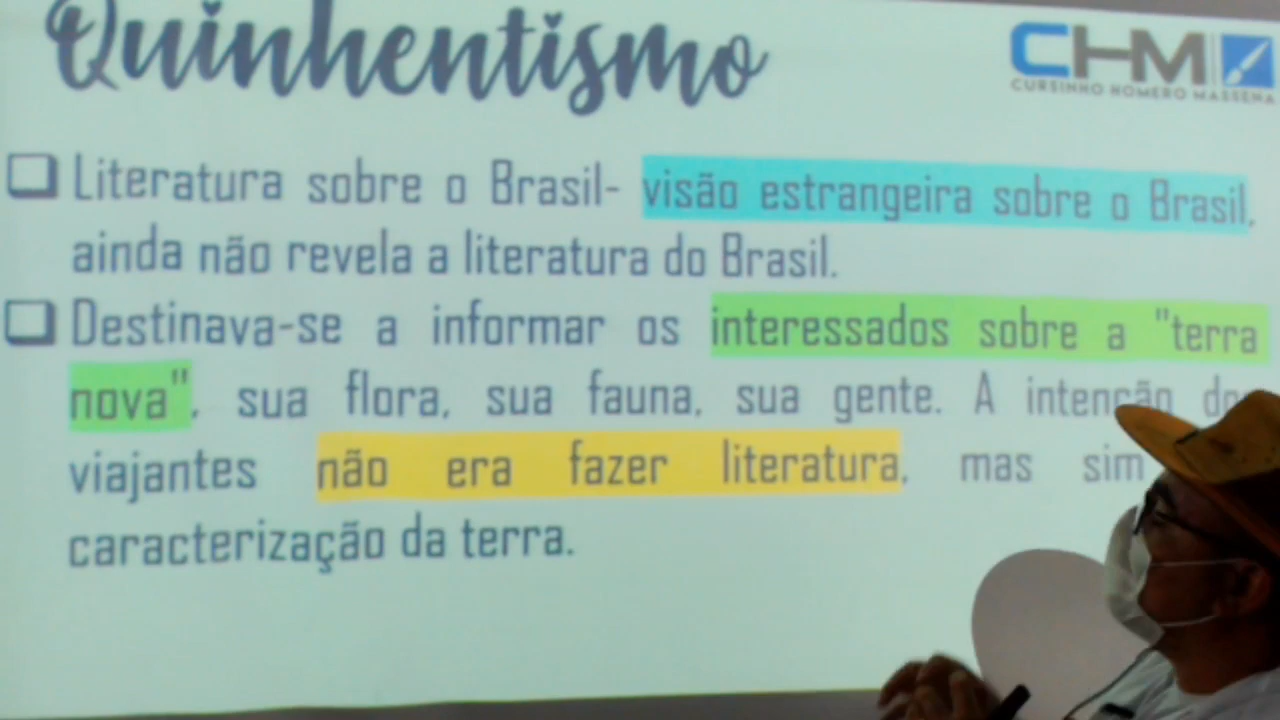 Quinhentismo
CHM
CURSINHO HOMERO MASSENA
Literatura sobre o Brasil- visão estrangeira sobre o Brasil,
ainda não revela a literatura do Brasil.
Destinava-se a informar os interessados sobre a "terra
nova", sua flora, sua fauna, sua gente. A intenção dos
viajantes não era fazer literatura, mas sim
caracterização da terra.